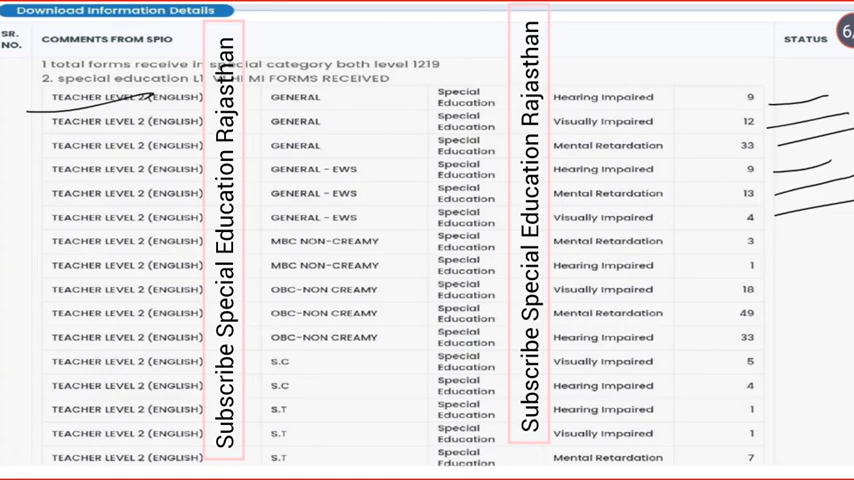 Download Information Details
SR. NO. COMMENTS FROM SPIO STATUS 6
1 total forms receive in special category both level 1219
2. special education L1 VI HI MI FORMS RECEIVED
TEACHER LEVEL 2 (ENGLISH) GENERAL Special Education Hearing Impaired 9
TEACHER LEVEL 2 (ENGLISH) GENERAL Special Education Visually Impaired 12
TEACHER LEVEL 2 (ENGLISH) GENERAL Special Education Mental Retardation 33
TEACHER LEVEL 2 (ENGLISH) GENERAL - EWS Special Education Hearing Impaired 9
TEACHER LEVEL 2 (ENGLISH) GENERAL - EWS Special Education Mental Retardation 13
TEACHER LEVEL 2 (ENGLISH) GENERAL - EWS Special Education Visually Impaired 4
TEACHER LEVEL 2 (ENGLISH) MBC NON-CREAMY Special Education Mental Retardation 3
TEACHER LEVEL 2 (ENGLISH) MBC NON-CREAMY Special Education Hearing Impaired 1
TEACHER LEVEL 2 (ENGLISH) OBC-NON CREAMY Special Education Visually Impaired 18
TEACHER LEVEL 2 (ENGLISH) OBC-NON CREAMY Special Education Mental Retardation 49
TEACHER LEVEL 2 (ENGLISH) OBC-NON CREAMY Special Education Hearing Impaired 33
TEACHER LEVEL 2 (ENGLISH) S.C Special Education Visually Impaired 5
TEACHER LEVEL 2 (ENGLISH) S.C Special Education Hearing Impaired 4
TEACHER LEVEL 2 (ENGLISH) S.T Special Education Hearing Impaired 1
TEACHER LEVEL 2 (ENGLISH) S.T Special Education Visually Impaired 1
TEACHER LEVEL 2 (ENGLISH) S.T Special Education Mental Retardation 7
Subscribe Special Education Rajasthan
Subscribe Special Education Rajasthan